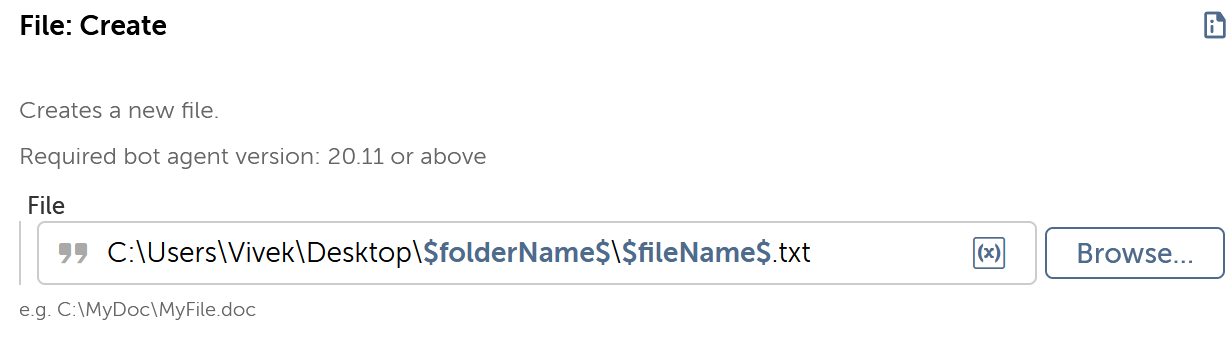 File: Create
Creates a new file.
Required bot agent version: 20.11 or above
File
C:\Users\Vivek\Desktop\$folderName$\$fileName$.txt (x) Browse...
e.g. C:\MyDoc\MyFile.doc